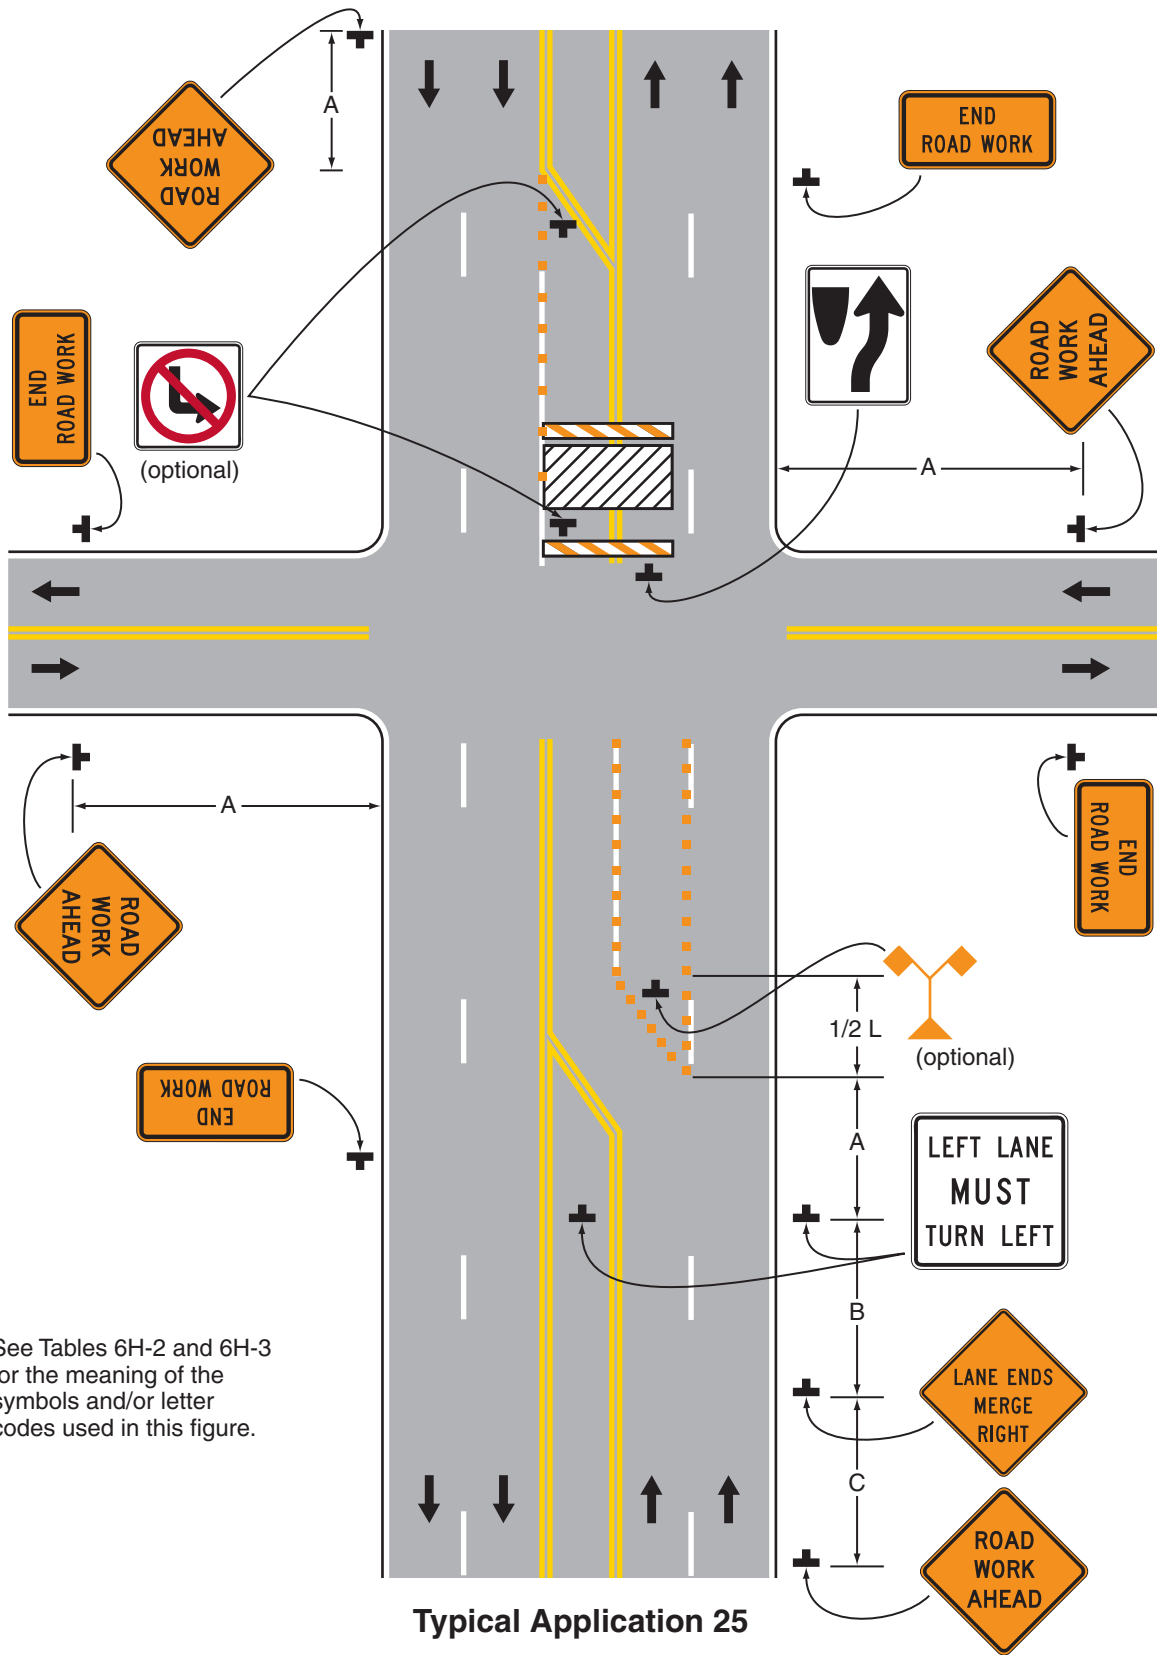 A
ROAD
WORK
AHEAD
END
ROAD WORK
END
ROAD WORK
(optional)
ROAD
WORK
AHEAD
A
A
ROAD
WORK
AHEAD
END
ROAD WORK
1/2 L
(optional)
END
ROAD WORK
A
LEFT LANE
MUST
TURN LEFT
B
See Tables 6H-2 and 6H-3
or the meaning of the
symbols and/or letter
codes used in this figure.
LANE ENDS
MERGE
RIGHT
C
ROAD
WORK
AHEAD
Typical Application 25